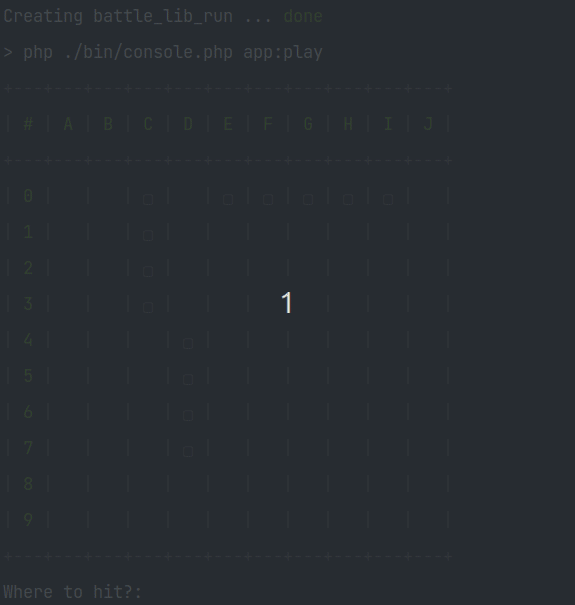 Creating battle_lib_run ... done
> php ./bin/console.php app:play
+---+---+---+---+---+---+---+---+---+---+---+
| # | A | B | C | D | E | F | G | H | I | J |
+---+---+---+---+---+---+---+---+---+---+---+
| 0 |   |   | ▢ |   | ▢ | ▢ | ▢ | ▢ | ▢ |   |
| 1 |   |   | ▢ |   |   |   |   |   |   |   |
| 2 |   |   | ▢ |   |   |   |   |   |   |   |
| 3 |   |   | ▢ |   |   |   |   |   |   |   |
1
| 4 |   |   |   | ▢ |   |   |   |   |   |   |
| 5 |   |   |   | ▢ |   |   |   |   |   |   |
| 6 |   |   |   | ▢ |   |   |   |   |   |   |
| 7 |   |   |   | ▢ |   |   |   |   |   |   |
| 8 |   |   |   |   |   |   |   |   |   |   |
| 9 |   |   |   |   |   |   |   |   |   |   |
+---+---+---+---+---+---+---+---+---+---+---+
Where to hit?: